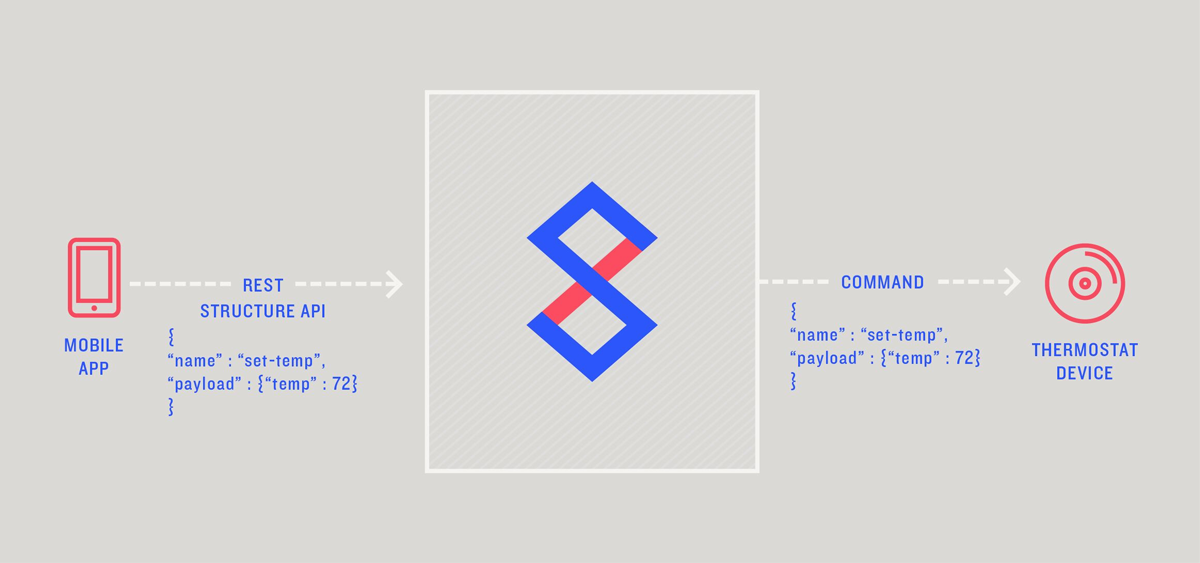 MOBILE
APP
REST
STRUCTURE API
{
“name” : “set-temp”,
“payload” : {“temp” : 72}
}
COMMAND
{
“name” : “set-temp”,
“payload” : {“temp” : 72}
}
THERMOSTAT
DEVICE